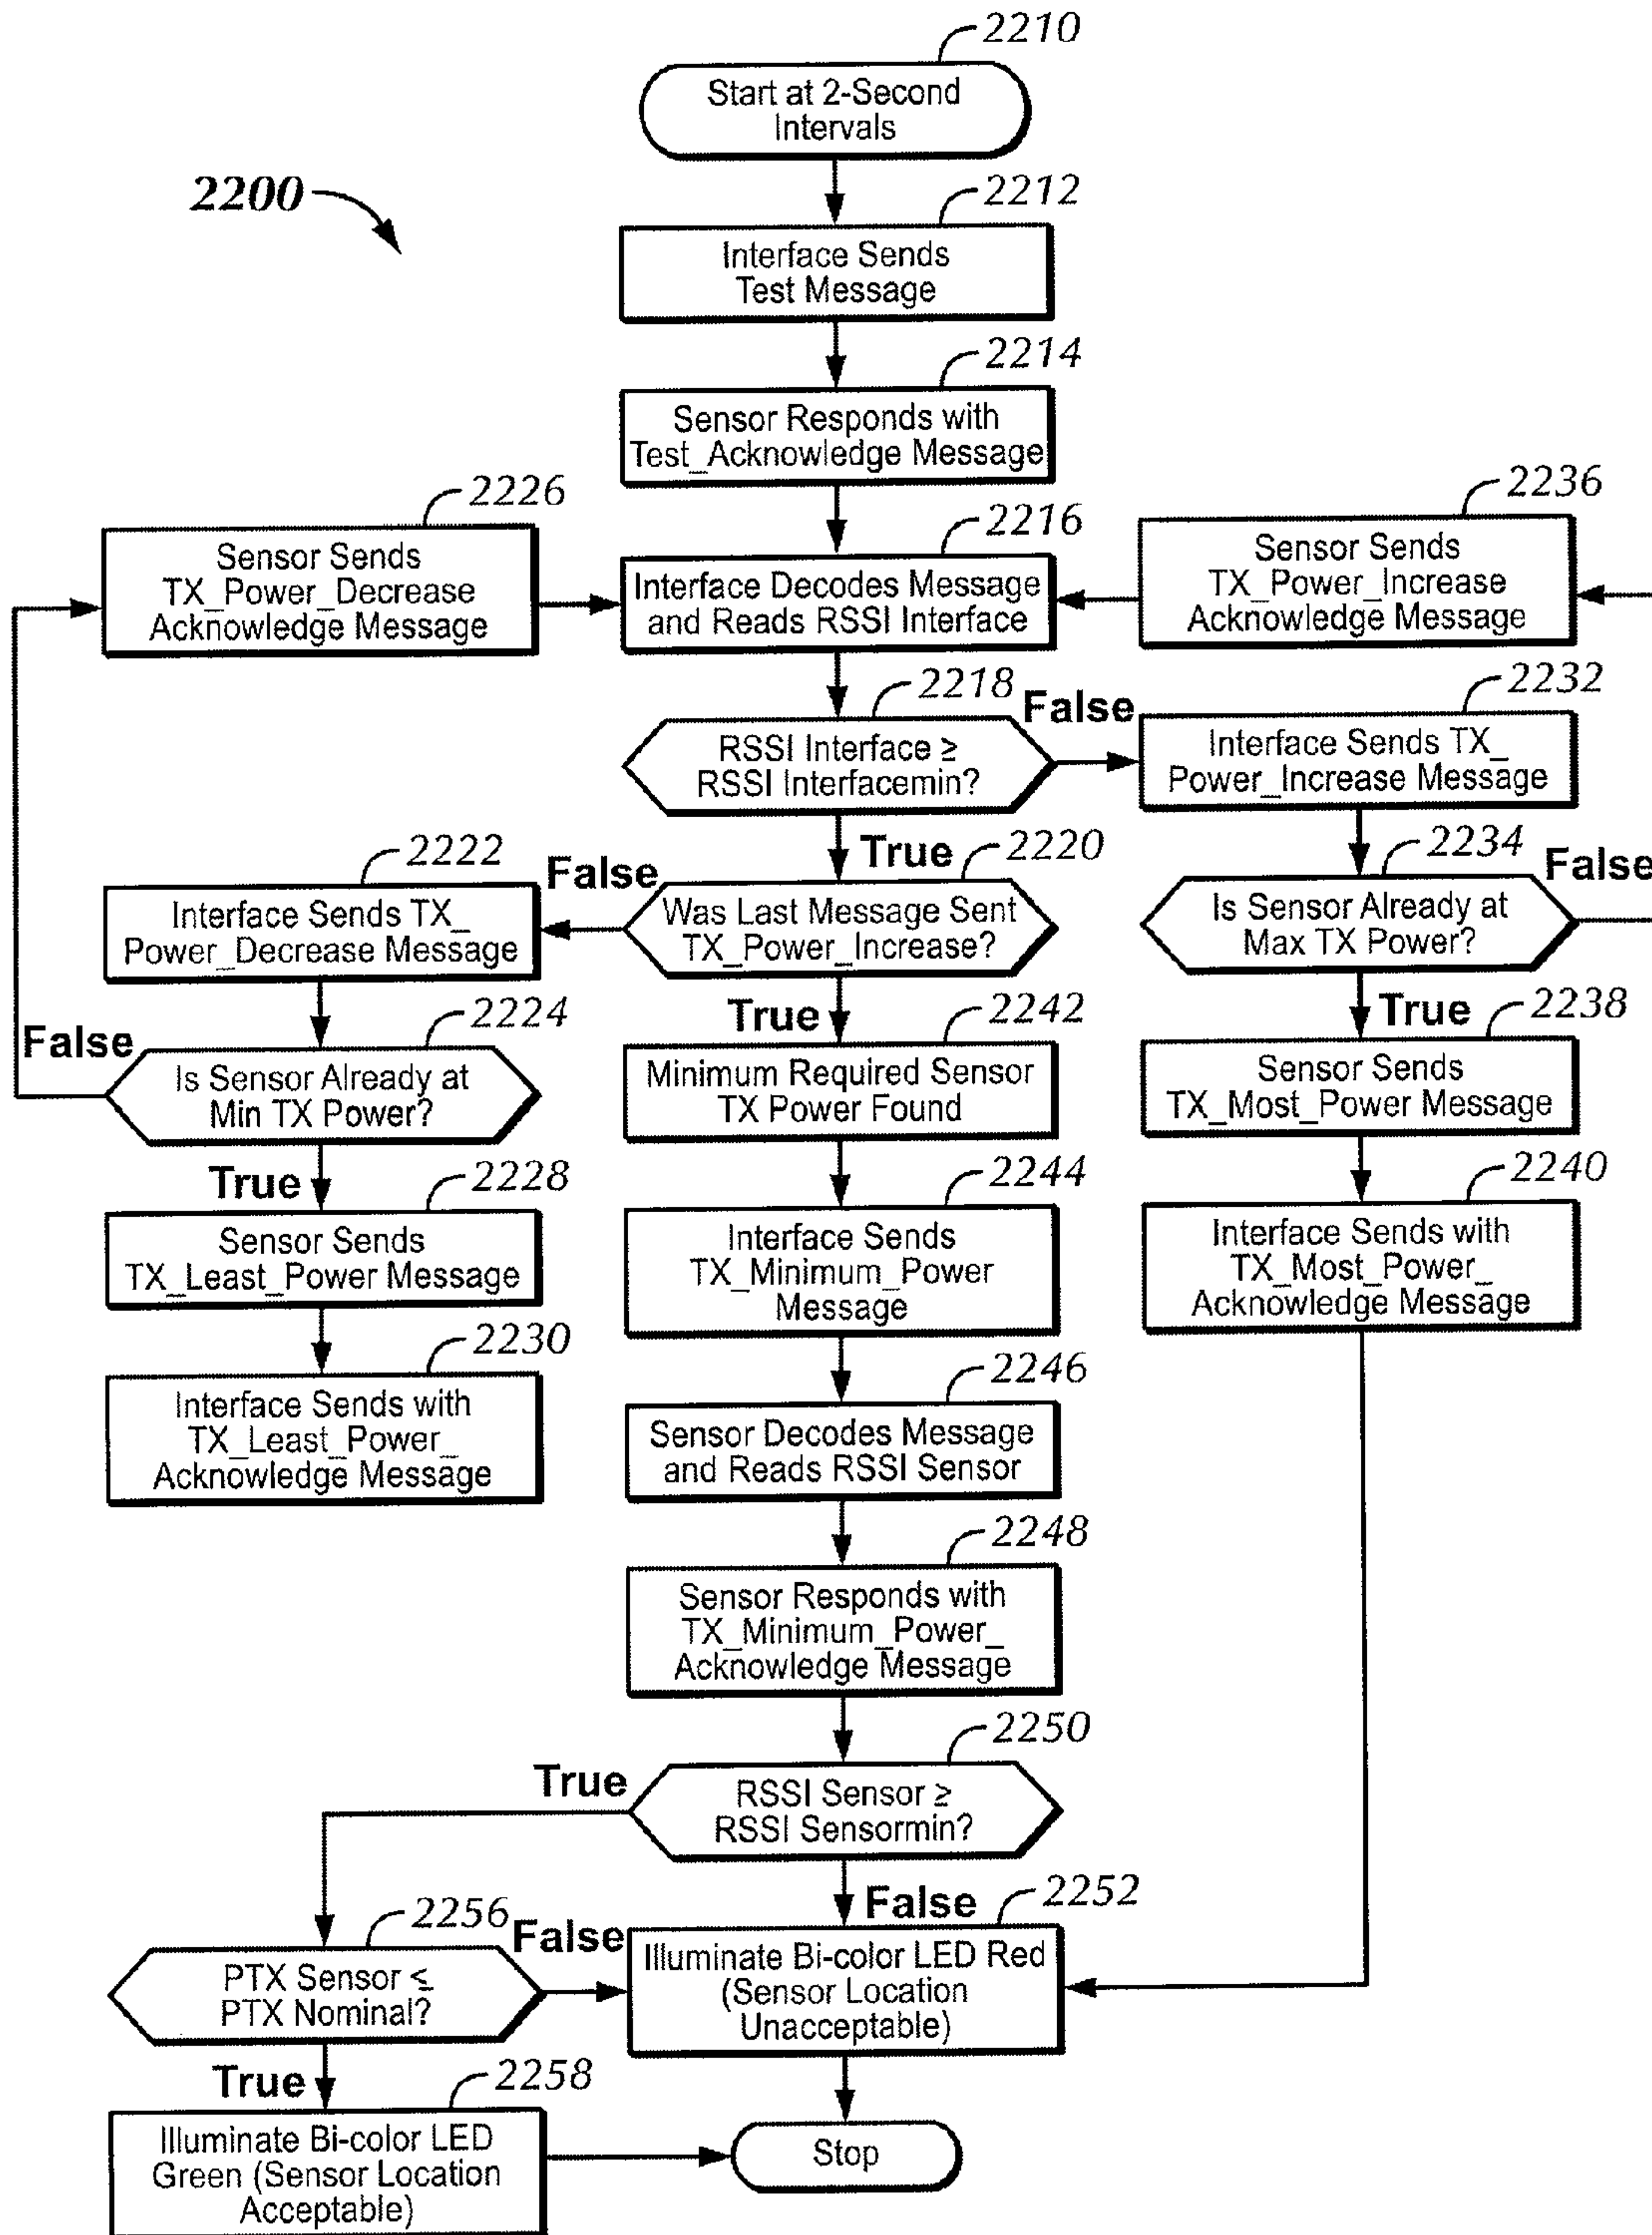 2210
Start at 2-Second
Intervals
2200
2212
Interface Sends
Test Message
2214
Sensor Responds with
Test_Acknowledge Message
2226
Sensor Sends
TX_Power_Decrease
Acknowledge Message
2216
Interface Decodes Message
and Reads RSSI Interface
2236
Sensor Sends
TX_Power_Increase
Acknowledge Message
2218
RSSI Interface ≥
RSSI Interfacemin?
False
2232
Interface Sends TX_
Power_Increase Message
True
2222
Interface Sends TX_
Power_Decrease Message
False
2220
Was Last Message Sent
TX_Power_Increase?
2234
Is Sensor Already at
Max TX Power?
False
False
2224
Is Sensor Already at
Min TX Power?
True
2242
Minimum Required Sensor
TX Power Found
True
2238
Sensor Sends
TX_Most_Power Message
True
2228
Sensor Sends
TX_Least_Power Message
2244
Interface Sends
TX_Minimum_Power
Message
2240
Interface Sends with
TX_Most_Power_
Acknowledge Message
2230
Interface Sends with
TX_Least_Power_
Acknowledge Message
2246
Sensor Decodes Message
and Reads RSSI Sensor
2248
Sensor Responds with
TX_Minimum_Power_
Acknowledge Message
2250
True
RSSI Sensor ≥
RSSI Sensormin?
False
2256
PTX Sensor ≤
PTX Nominal?
False
2252
Illuminate Bi-color LED Red
(Sensor Location
Unacceptable)
True
2258
Illuminate Bi-color LED
Green (Sensor Location
Acceptable)
Stop